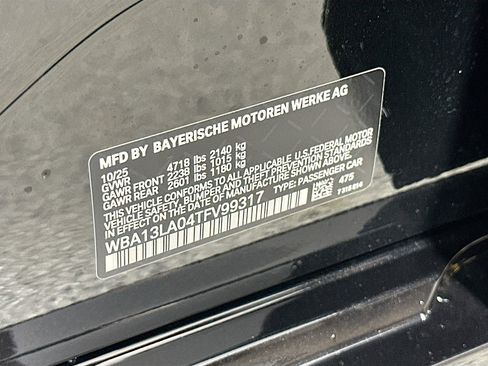 MFD BY BAYERISCHE MOTOREN WERKE AG
10/25
GVWR 4718 lbs 2140 kg
GAWR FRONT 2238 lbs 1015 kg
GAWR REAR 2601 lbs 1180 kg
THIS VEHICLE CONFORMS TO ALL APPLICABLE U.S. FEDERAL MOTOR
VEHICLE SAFETY, BUMPER AND THEFT PREVENTION STANDARDS IN
EFFECT ON THE DATE OF MANUFACTURE SHOWN ABOVE.
WBA13LA04TFV99317 TYPE: PASSENGER CAR
475